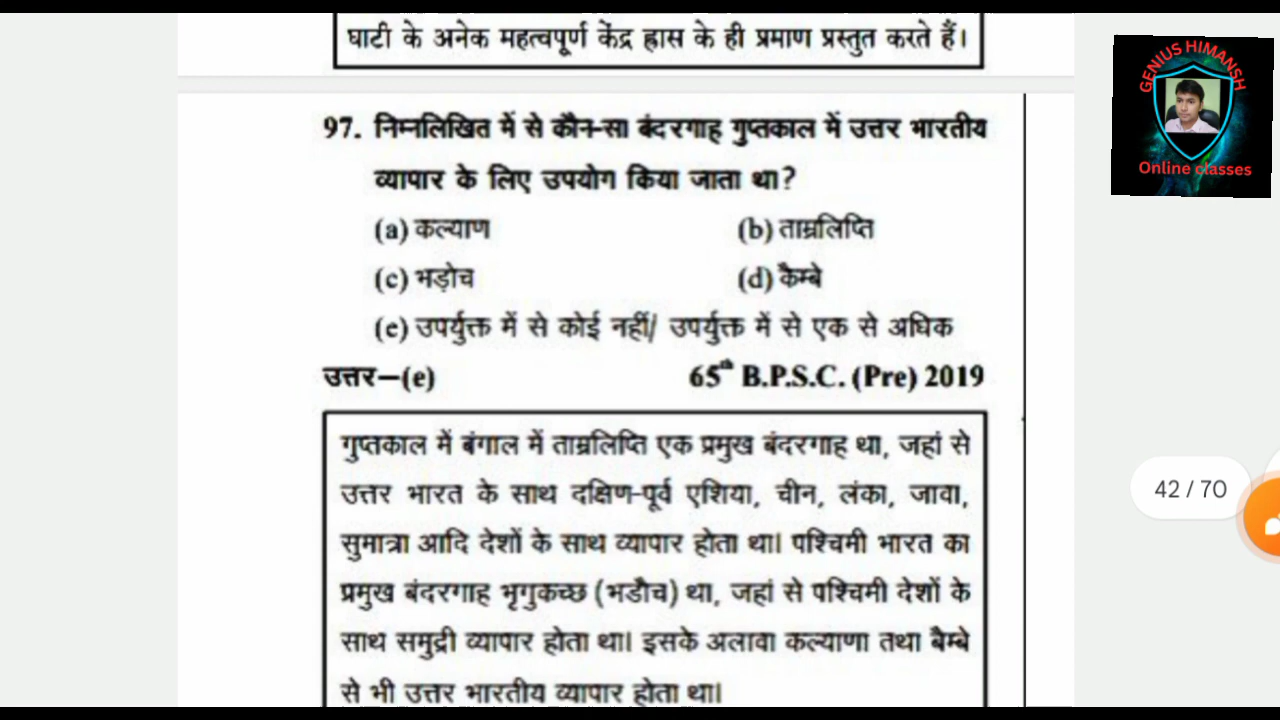 घाटी के अनेक महत्वपूर्ण केंद्र ह्रास के ही प्रमाण प्रस्तुत करते हैं।
GENIUS HIMANSH
Online classes
97. निम्नलिखित में से कौन-सा बंदरगाह गुप्तकाल में उत्तर भारतीय
व्यापार के लिए उपयोग किया जाता था?
(a) कल्याण (b) ताम्रलिप्ति
(c) भड़ोच (d) कैम्बे
(e) उपर्युक्त में से कोई नहीं/ उपर्युक्त में से एक से अधिक
उत्तर–(e) 65th B.P.S.C. (Pre) 2019
गुप्तकाल में बंगाल में ताम्रलिप्ति एक प्रमुख बंदरगाह था, जहां से
उत्तर भारत के साथ दक्षिण-पूर्व एशिया, चीन, लंका, जावा,
सुमात्रा आदि देशों के साथ व्यापार होता था। पश्चिमी भारत का
प्रमुख बंदरगाह भृगुकच्छ (भडौच) था, जहां से पश्चिमी देशों के
साथ समुद्री व्यापार होता था। इसके अलावा कल्याणा तथा बैम्बे
से भी उत्तर भारतीय व्यापार होता था।
42 / 70